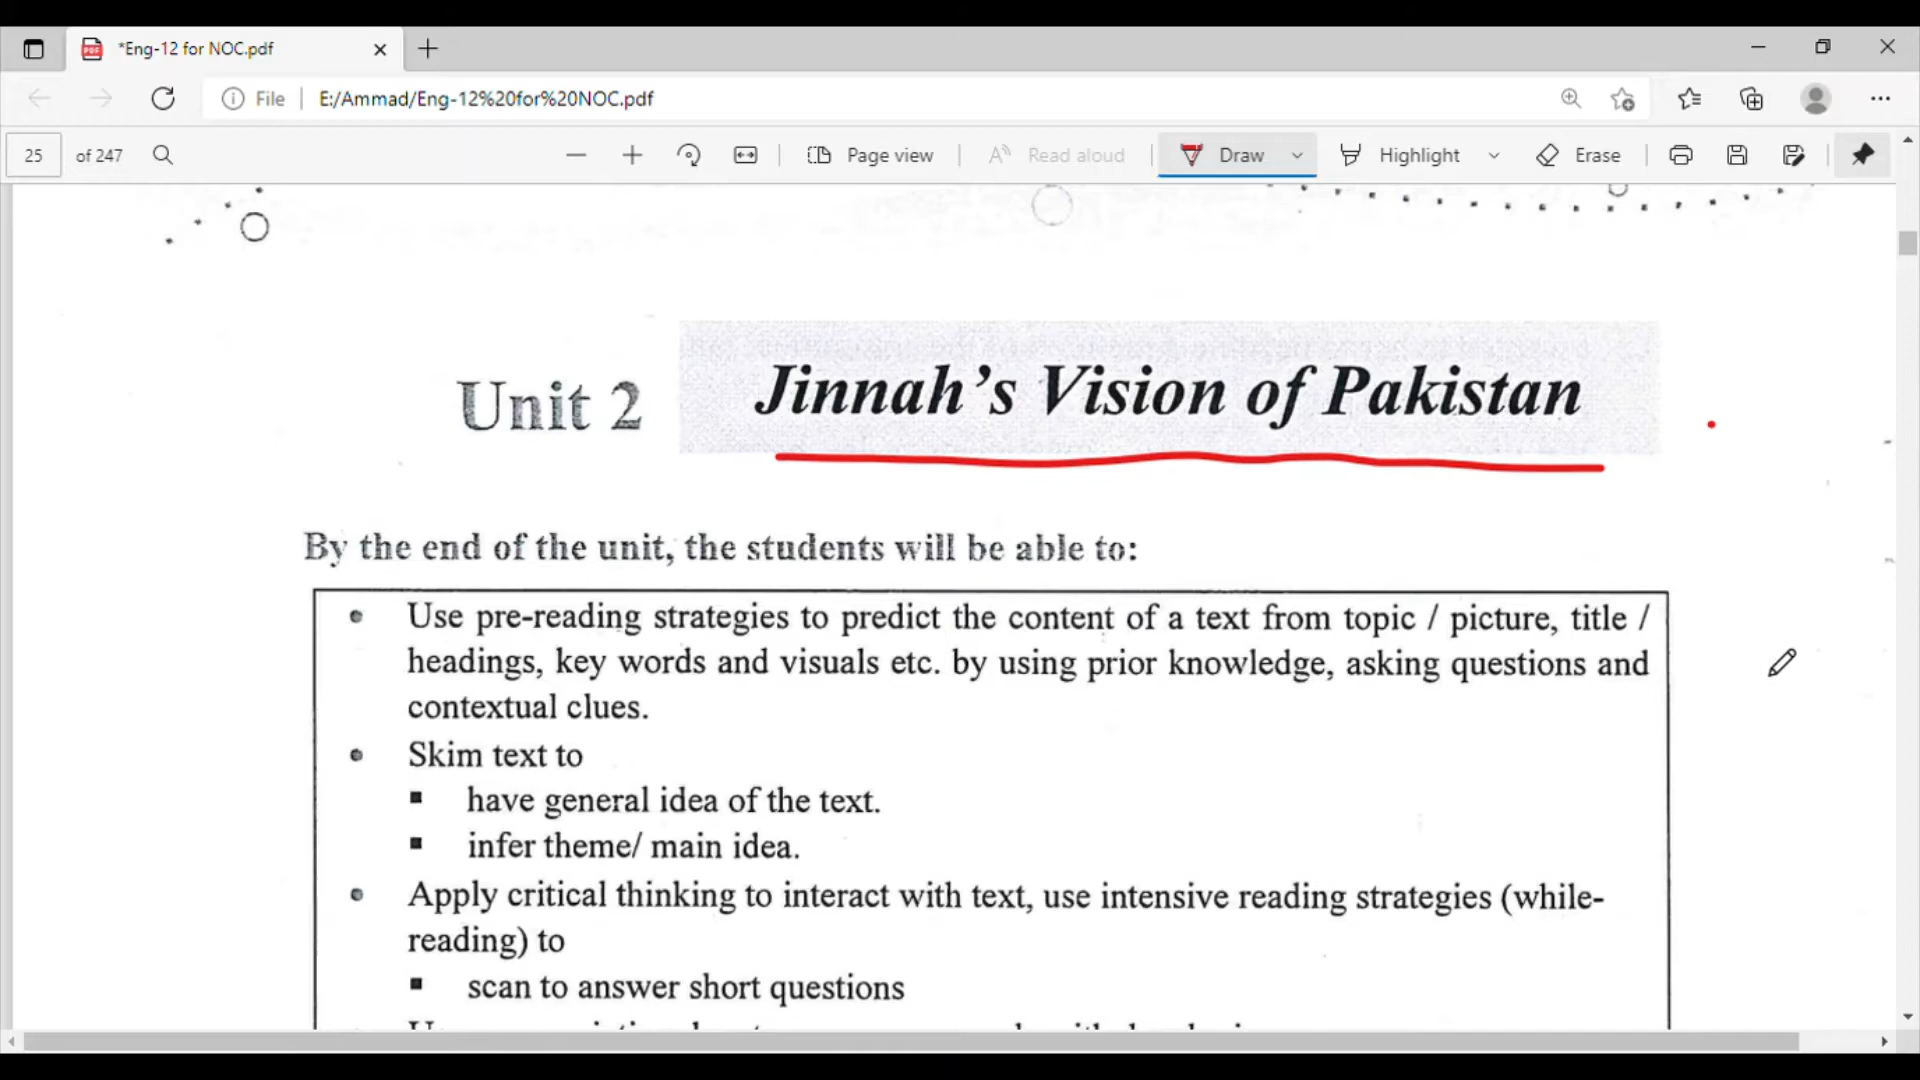 *Eng-12 for NOC.pdf
File E:/Ammad/Eng-12%20for%20NOC.pdf
25 of 247 Page view Read aloud Draw Highlight Erase
Unit 2 Jinnah’s Vision of Pakistan
By the end of the unit, the students will be able to:
• Use pre-reading strategies to predict the content of a text from topic / picture, title /
headings, key words and visuals etc. by using prior knowledge, asking questions and
contextual clues.
• Skim text to
▪ have general idea of the text.
▪ infer theme/ main idea.
• Apply critical thinking to interact with text, use intensive reading strategies (while-
reading) to
▪ scan to answer short questions